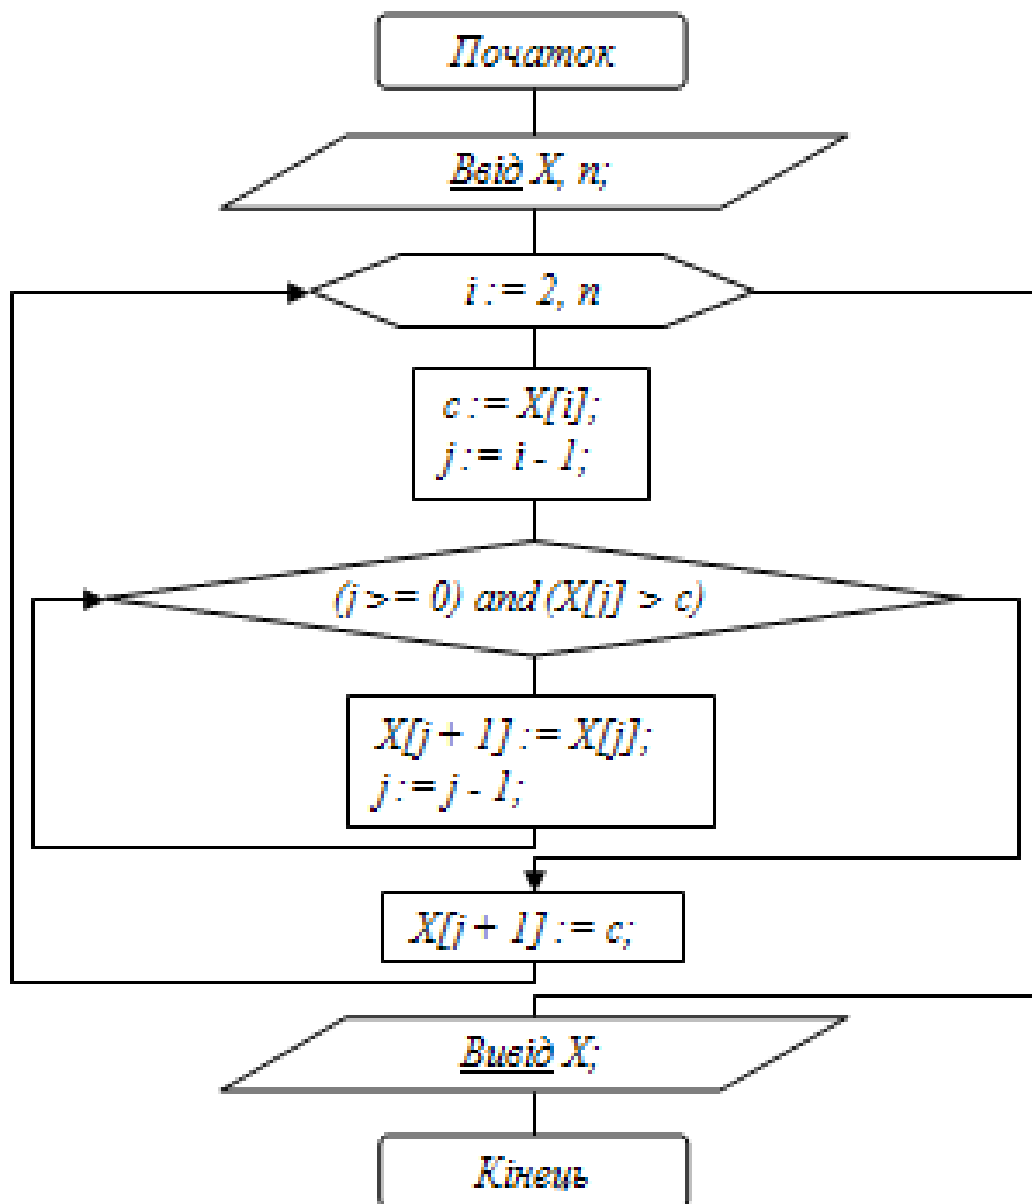 Початок
Ввід X, n;
i := 2, n
c := X[i];
j := i - 1;
(j >= 0) and (X[j] > c)
X[j + 1] := X[j];
j := j - 1;
X[j + 1] := c;
Вивід X;
Кінець